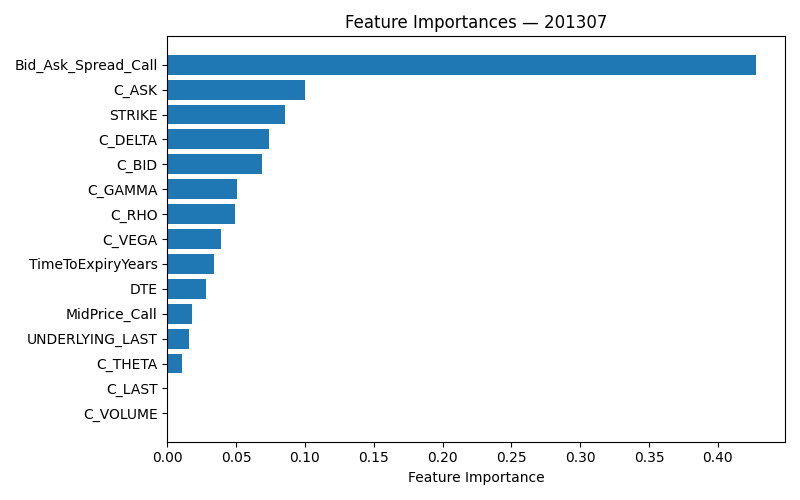 Feature Importances — 201307
Bid_Ask_Spread_Call
C_ASK
STRIKE
C_DELTA
C_BID
C_GAMMA
C_RHO
C_VEGA
TimeToExpiryYears
DTE
MidPrice_Call
UNDERLYING_LAST
C_THETA
C_LAST
C_VOLUME
0.00 0.05 0.10 0.15 0.20 0.25 0.30 0.35 0.40
Feature Importance